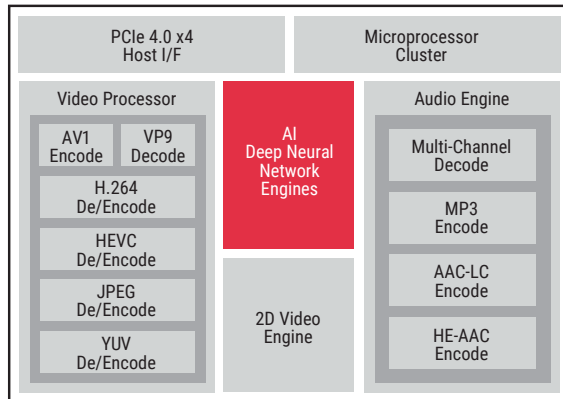 PCIe 4.0 x4
Host I/F
Microprocessor
Cluster
Video Processor
AV1
Encode
VP9
Decode
H.264
De/Encode
HEVC
De/Encode
JPEG
De/Encode
YUV
De/Encode
AI
Deep Neural
Network
Engines
2D Video
Engine
Audio Engine
Multi-Channel
Decode
MP3
Encode
AAC-LC
Encode
HE-AAC
Encode